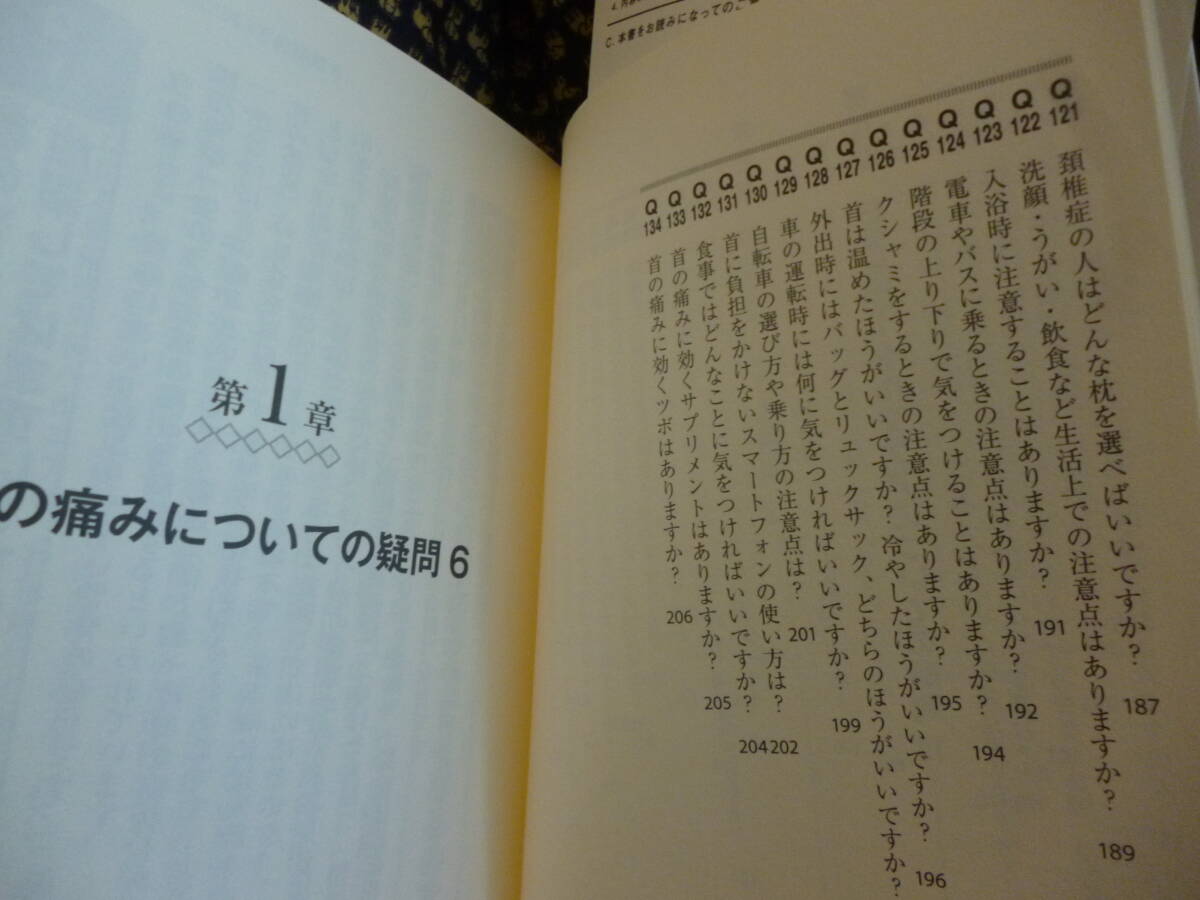 第1章
の痛みについての疑問6
C. 本書をお読みになってのご
Q121 頚椎症の人はどんな枕を選べばいいですか? 187
Q122 洗顔・うがい・飲食など生活上での注意点はありますか? 189
Q123 入浴時に注意することはありますか? 191
Q124 電車やバスに乗るときの注意点はありますか? 192
Q125 階段の上り下りで気をつけることはありますか? 194
Q126 クシャミをするときの注意点はありますか? 195
Q127 首は温めたほうがいいですか? 冷やしたほうがいいですか? 196
Q128 外出時にはバッグとリュックサック、どちらのほうがいいですか?
Q129 車の運転時には何に気をつければいいですか? 199
Q130 自転車の選び方や乗り方の注意点は? 201
Q131 首に負担をかけないスマートフォンの使い方は? 202
Q132 食事ではどんなことに気をつければいいですか? 204
Q133 首の痛みに効くサプリメントはありますか? 205
Q134 首の痛みに効くツボはありますか? 206